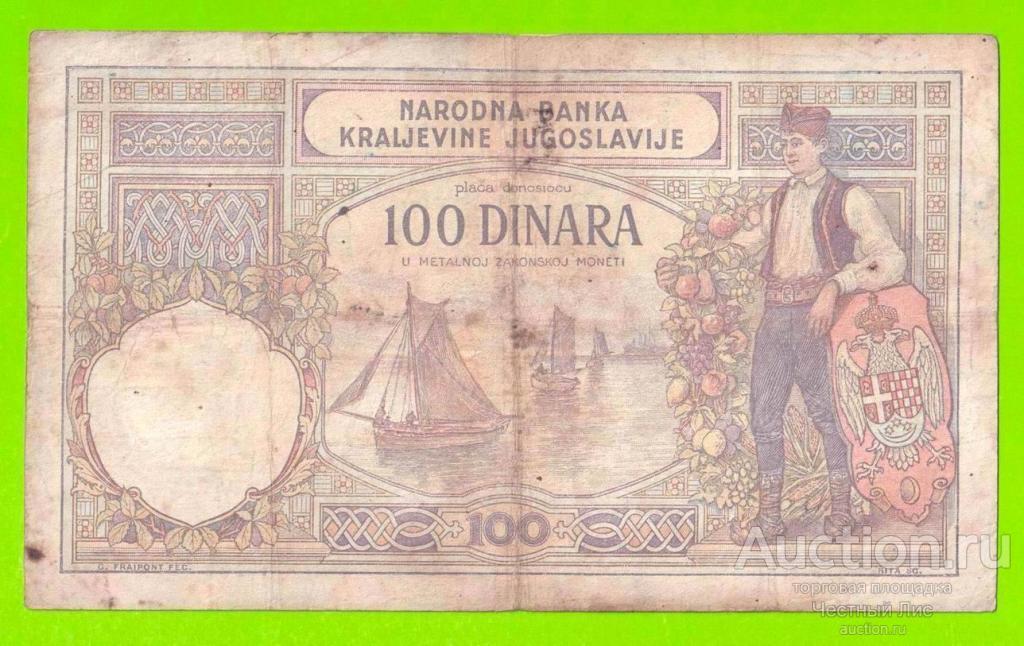 NARODNA BANKA
KRALJEVINE JUGOSLAVIJE
plaća donosiocu
100 DINARA
U METALNOJ ZAKONSKOJ MONETI
100
G. FRAIPONT FEC.
RITA SC.
Auction.ru
торговая площадка
Честный Лис
auction.ru